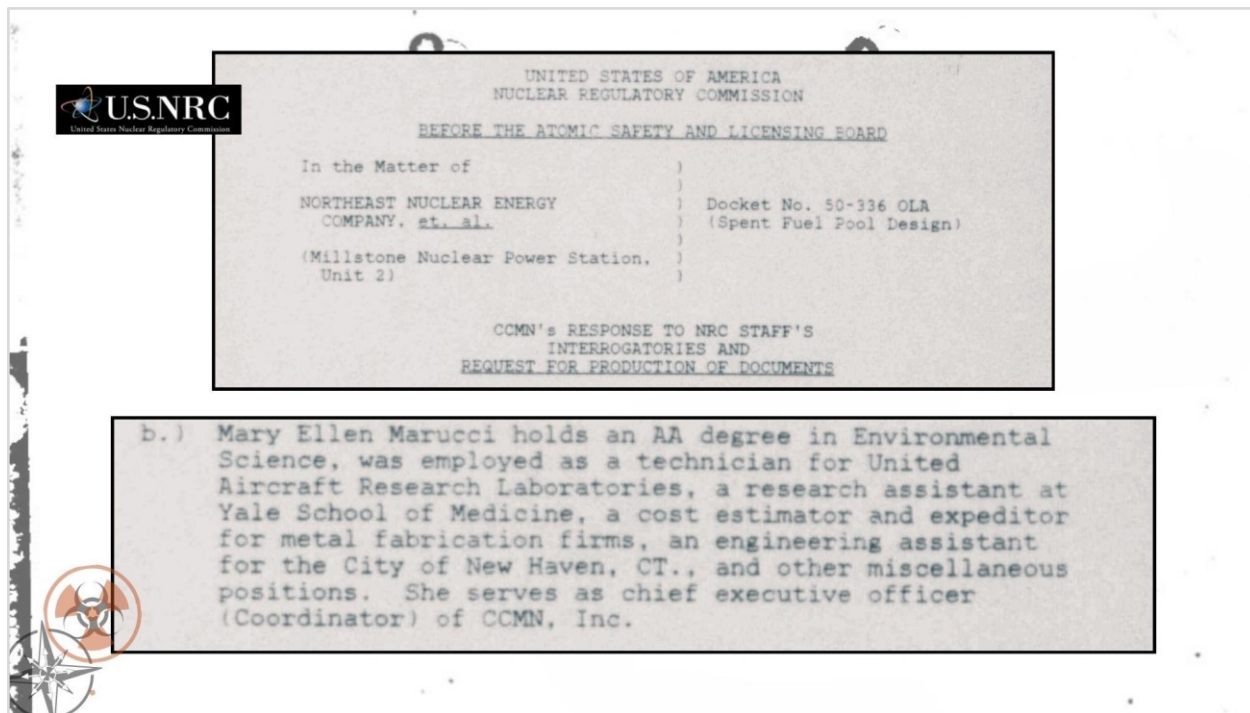 U.S.NRC
United States Nuclear Regulatory Commission
UNITED STATES OF AMERICA
NUCLEAR REGULATORY COMMISSION
BEFORE THE ATOMIC SAFETY AND LICENSING BOARD
In the Matter of )
)
NORTHEAST NUCLEAR ENERGY ) Docket No. 50-336 OLA
COMPANY, et. al. ) (Spent Fuel Pool Design)
)
(Millstone Nuclear Power Station, )
Unit 2) )
CCMN's RESPONSE TO NRC STAFF'S
INTERROGATORIES AND
REQUEST FOR PRODUCTION OF DOCUMENTS
b.) Mary Ellen Marucci holds an AA degree in Environmental
Science, was employed as a technician for United
Aircraft Research Laboratories, a research assistant at
Yale School of Medicine, a cost estimator and expeditor
for metal fabrication firms, an engineering assistant
for the City of New Haven, CT., and other miscellaneous
positions. She serves as chief executive officer
(Coordinator) of CCMN, Inc.